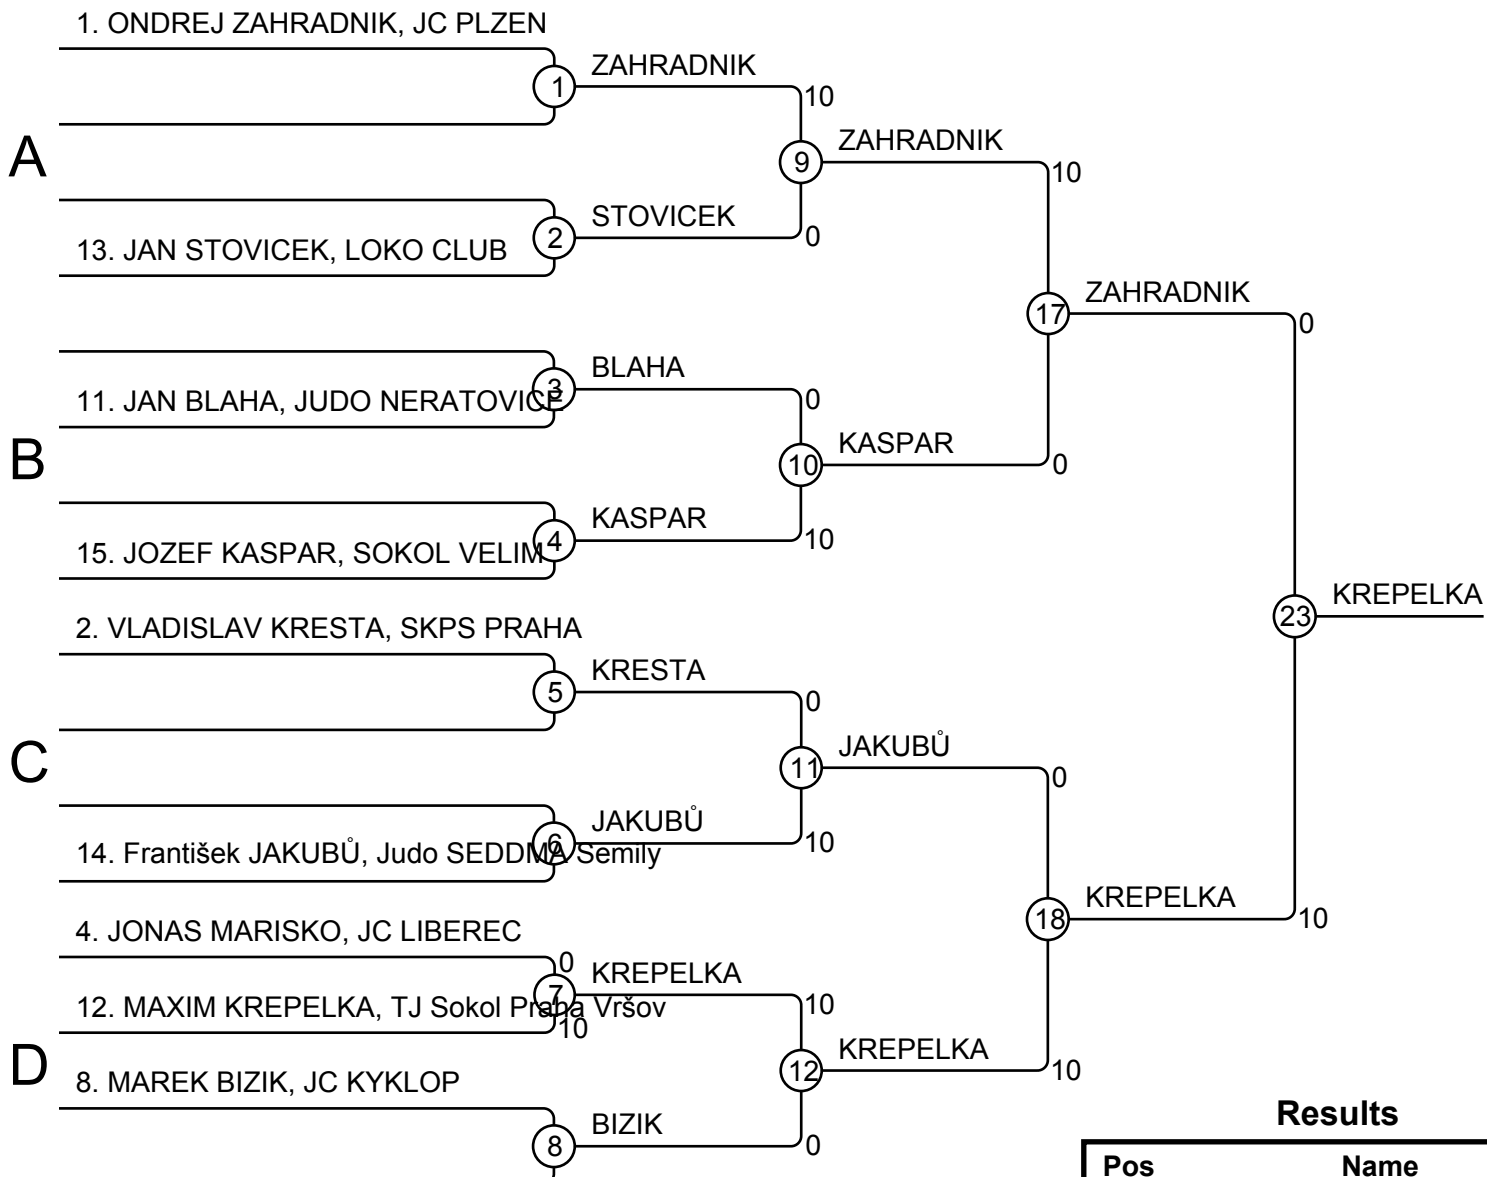 1. ONDREJ ZAHRADNIK, JC PLZEN
1
ZAHRADNIK
10
A
9
ZAHRADNIK
10
13. JAN STOVICEK, LOKO CLUB
2
STOVICEK
0
17
ZAHRADNIK
0
11. JAN BLAHA, JUDO NERATOVICE
3
BLAHA
0
B
10
KASPAR
0
15. JOZEF KASPAR, SOKOL VELIM
4
KASPAR
10
23
KREPELKA
2. VLADISLAV KRESTA, SKPS PRAHA
5
KRESTA
0
C
11
JAKUBŮ
0
14. František JAKUBŮ, Judo SEDDMA Semily
6
JAKUBŮ
10
18
KREPELKA
10
4. JONAS MARISKO, JC LIBEREC
0
7
KREPELKA
10
12. MAXIM KREPELKA, TJ Sokol Praha Vršov
10
D
12
KREPELKA
10
8. MAREK BIZIK, JC KYKLOP
8
BIZIK
0
Results
Pos Name